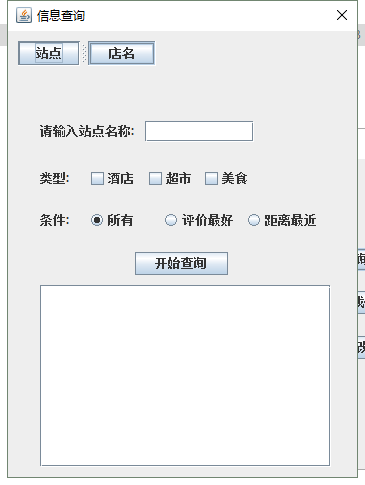 信息查询
站点 店名
请输入站点名称:
类型: 酒店 超市 美食
条件: 所有 评价最好 距离最近
开始查询